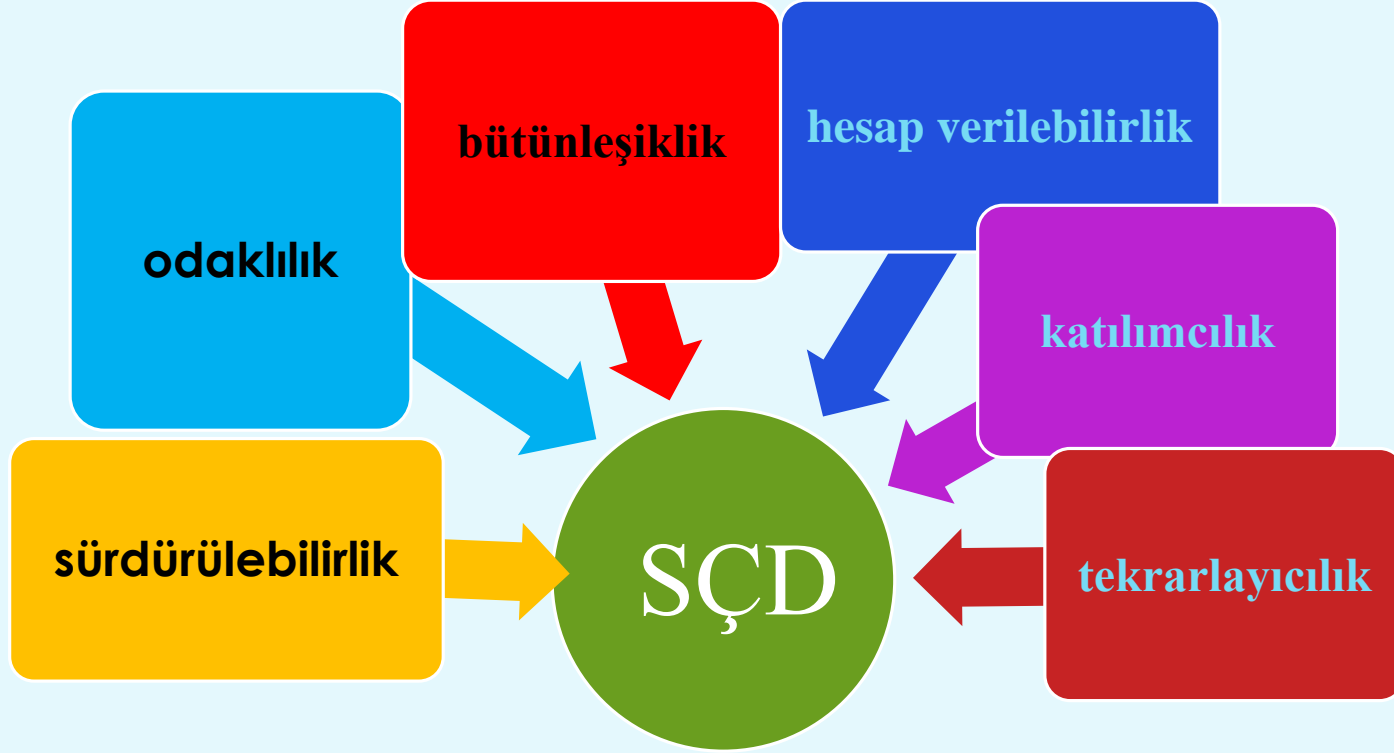 bütünleşiklik
hesap verilebilirlik
odaklılık
katılımcılık
sürdürülebilirlik
SÇD
tekrarlayıcılık